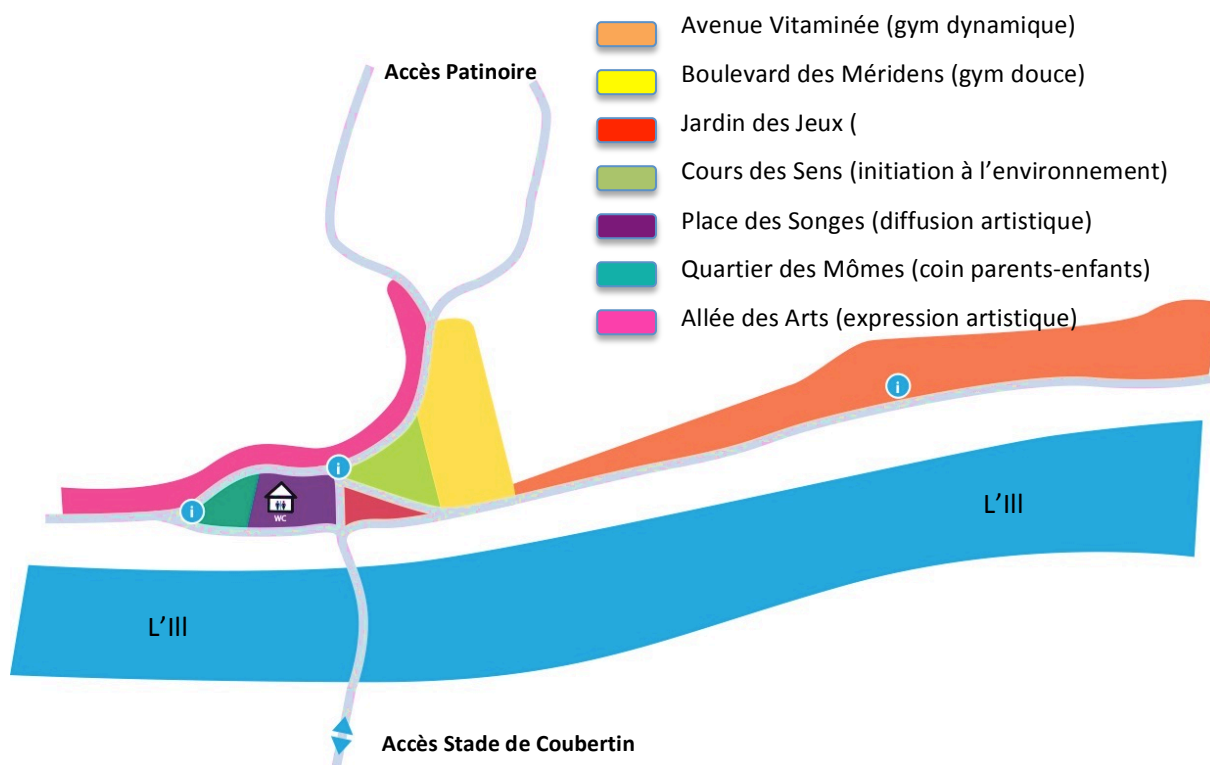 Avenue Vitaminée (gym dynamique)
Accès Patinoire
Boulevard des Méridens (gym douce)
Jardin des Jeux (
Cours des Sens (initiation à l’environnement)
Place des Songes (diffusion artistique)
Quartier des Mômes (coin parents-enfants)
Allée des Arts (expression artistique)
i
i
i
WC
L’Ill
L’Ill
Accès Stade de Coubertin